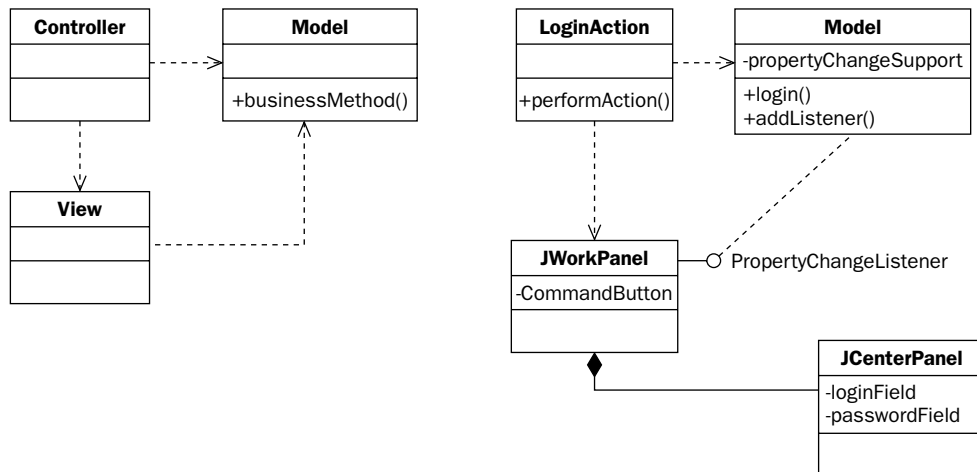 Controller
Model
+businessMethod()
View
LoginAction
+performAction()
Model
-propertyChangeSupport
+login()
+addListener()
JWorkPanel
-CommandButton
PropertyChangeListener
JCenterPanel
-loginField
-passwordField